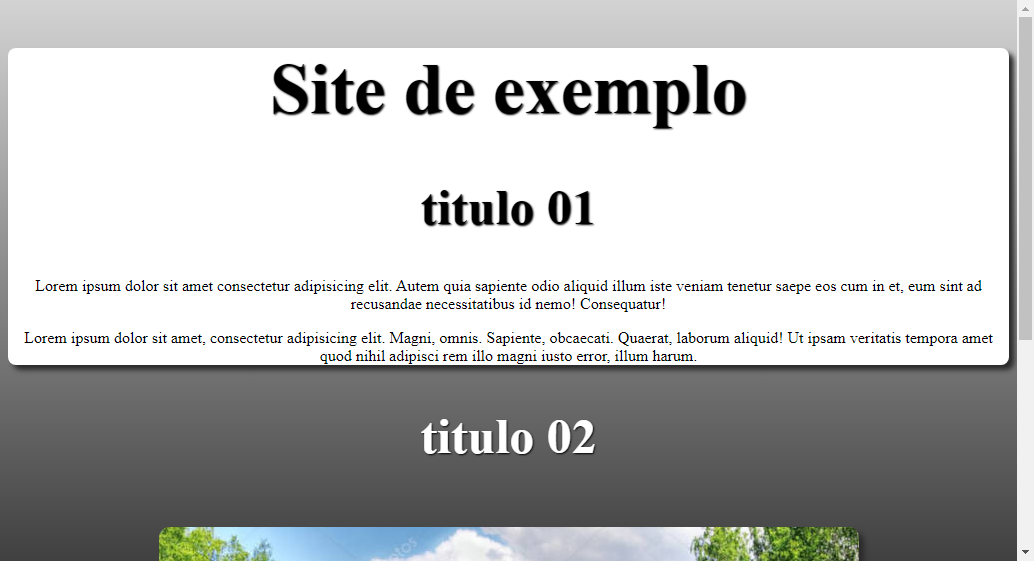 Site de exemplo
titulo 01
Lorem ipsum dolor sit amet consectetur adipisicing elit. Autem quia sapiente odio aliquid illum iste veniam tenetur saepe eos cum in et, eum sint ad
recusandae necessitatibus id nemo! Consequatur!
Lorem ipsum dolor sit amet, consectetur adipisicing elit. Magni, omnis. Sapiente, obcaecati. Quaerat, laborum aliquid! Ut ipsam veritatis tempora amet
quod nihil adipisci rem illo magni iusto error, illum harum.
titulo 02